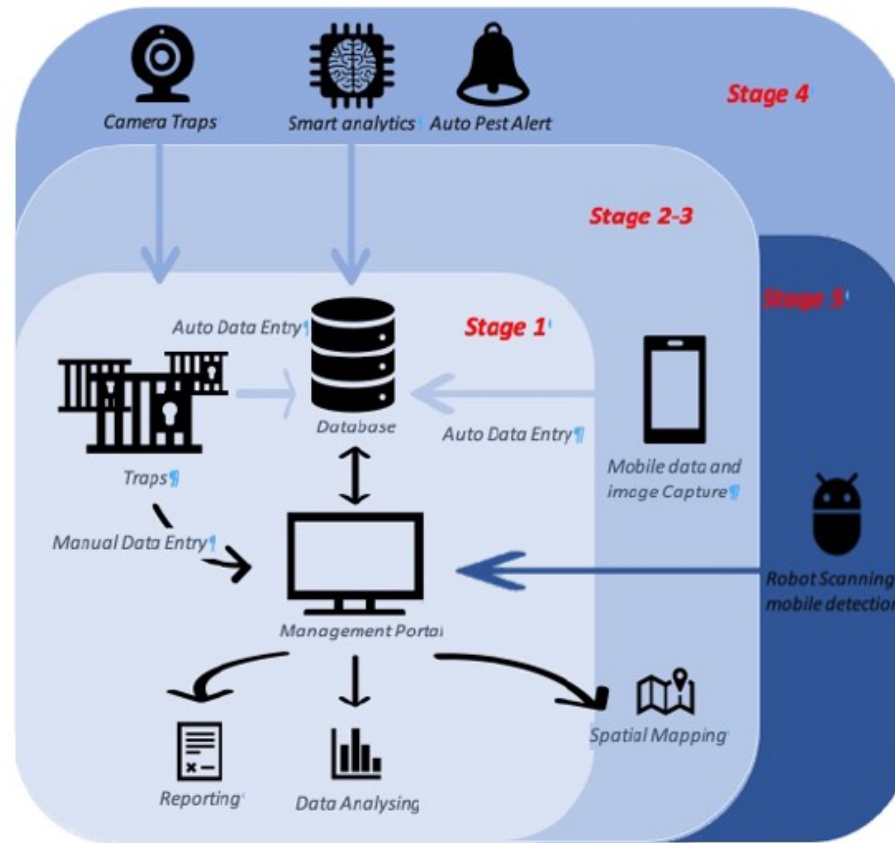 Stage 4
Camera Traps
Smart analytics¶
Auto Pest Alert
Stage 2-3
Stage 5
Auto Data Entry¶
Stage 1
Database
Auto Data Entry¶
Traps¶
Mobile data and
image Capture¶
Manual Data Entry¶
Robot Scanning
mobile detection
Management Portal
Spatial Mapping
Reporting
Data Analysing